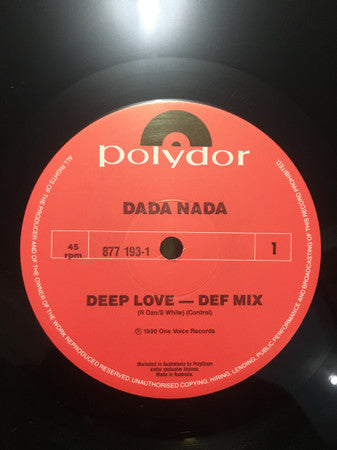 polydor
DADA NADA
45
rpm
877 193-1
1
DEEP LOVE — DEF MIX
(R Ozn/S White) (Control)
℗ 1990 One Voice Records
Marketed in Australasia by PolyGram
under exclusive licence.
Made in Australia.
ALL RIGHTS OF THE PRODUCER AND OF THE OWNER OF THE WORK REPRODUCED RESERVED. UNAUTHORISED COPYING, HIRING, LENDING, PUBLIC PERFORMANCE AND BROADCASTING OF THIS RECORD PROHIBITED.